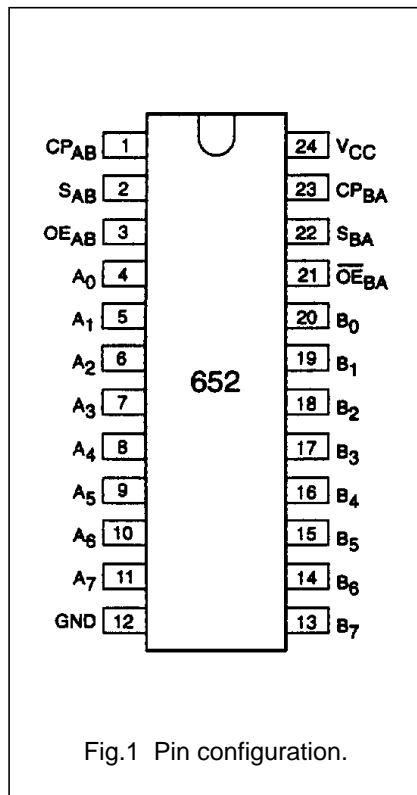 CP_AB 1 24 V_CC
S_AB 2 23 CP_BA
OE_AB 3 22 S_BA
A_0 4 21 O̅E̅_BA
A_1 5 20 B_0
A_2 6 19 B_1
652
A_3 7 18 B_2
A_4 8 17 B_3
A_5 9 16 B_4
A_6 10 15 B_5
A_7 11 14 B_6
GND 12 13 B_7
Fig.1 Pin configuration.